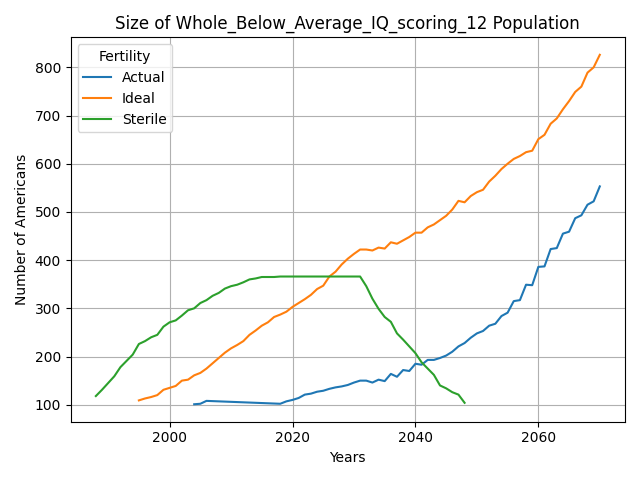 Size of Whole_Below_Average_IQ_scoring_12 Population
Fertility
Actual
Ideal
Sterile
Number of Americans
800
700
600
500
400
300
200
100
2000
2020
2040
2060
Years